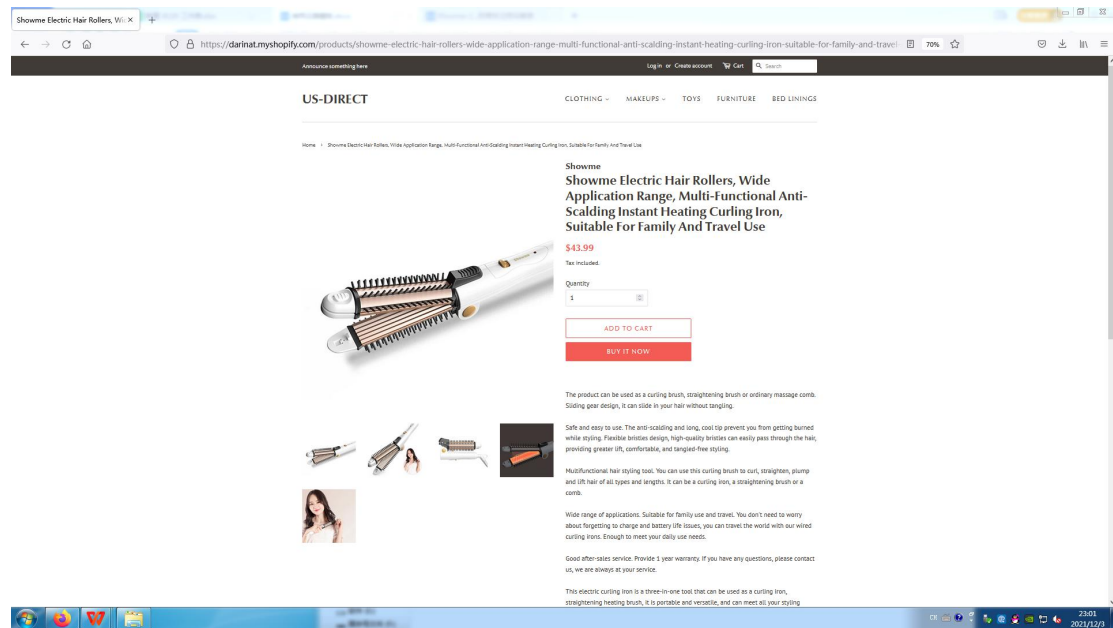 Showme Electric Hair Rollers, Wi
https://darinat.myshopify.com/products/showme-electric-hair-rollers-wide-application-range-multi-functional-anti-scalding-instant-heating-curling-iron-suitable-for-family-and-travel-
70%
Announce something here
Log in or Create account
Cart
Search
US-DIRECT
CLOTHING
MAKEUPS
TOYS
FURNITURE
BED LININGS
Home › Showme Electric Hair Rollers, Wide Application Range, Multi-Functional Anti-Scalding Instant Heating Curling Iron, Suitable For Family And Travel Use
Showme
Showme Electric Hair Rollers, Wide
Application Range, Multi-Functional Anti-
Scalding Instant Heating Curling Iron,
Suitable For Family And Travel Use
$43.99
Tax included.
Quantity
1
ADD TO CART
BUY IT NOW
The product can be used as a curling brush, straightening brush or ordinary massage comb.
Sliding gear design, it can slide in your hair without tangling.
Safe and easy to use. The anti-scalding and long, cool tip prevent you from getting burned
while styling. Flexible bristles design, high-quality bristles can easily pass through the hair,
providing greater lift, comfortable, and tangled-free styling.
Multifunctional hair styling tool. You can use this curling brush to curl, straighten, plump
and lift hair of all types and lengths. It can be a curling iron, a straightening brush or a
comb.
Wide range of applications. Suitable for family use and travel. You don't need to worry
about forgetting to charge and battery life issues, you can travel the world with our wired
curling irons. Enough to meet your daily use needs.
Good after-sales service. Provide 1 year warranty. If you have any questions, please contact
us, we are always at your service.
This electric curling iron is a three-in-one tool that can be used as a curling iron,
straightening heating brush, it is portable and versatile, and can meet all your styling
23:01
2021/12/3